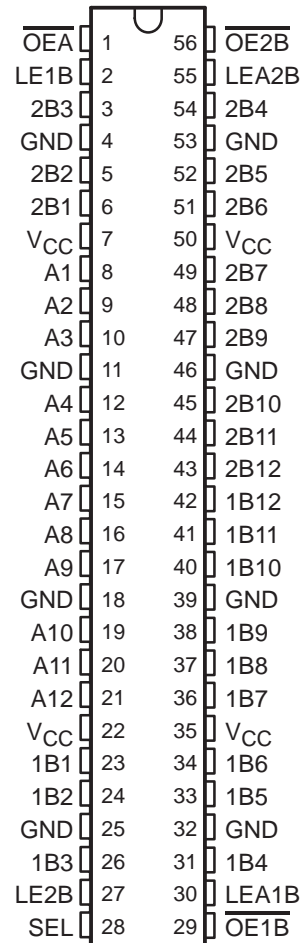 O̅E̅A̅ 1 56 O̅E̅2̅B̅
LE1B 2 55 LEA2B
2B3 3 54 2B4
GND 4 53 GND
2B2 5 52 2B5
2B1 6 51 2B6
VCC 7 50 VCC
A1 8 49 2B7
A2 9 48 2B8
A3 10 47 2B9
GND 11 46 GND
A4 12 45 2B10
A5 13 44 2B11
A6 14 43 2B12
A7 15 42 1B12
A8 16 41 1B11
A9 17 40 1B10
GND 18 39 GND
A10 19 38 1B9
A11 20 37 1B8
A12 21 36 1B7
VCC 22 35 VCC
1B1 23 34 1B6
1B2 24 33 1B5
GND 25 32 GND
1B3 26 31 1B4
LE2B 27 30 LEA1B
SEL 28 29 O̅E̅1̅B̅